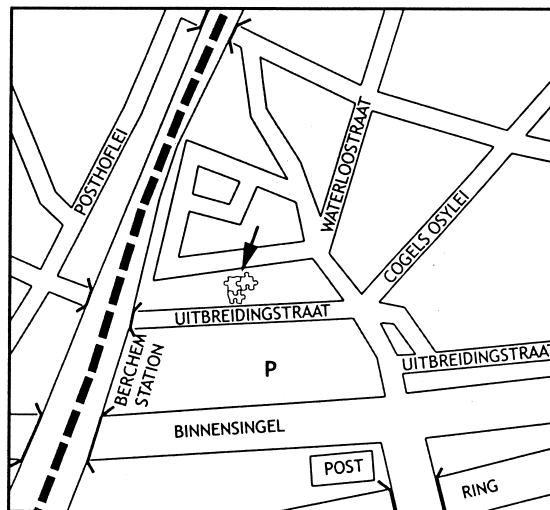 POSTHOFLEI
WATERLOOSTRAAT
COGELS OSYLEI
UITBREIDINGSTRAAT
BERCHEM
STATION
P
UITBREIDINGSTRAAT
BINNENSINGEL
POST
RING